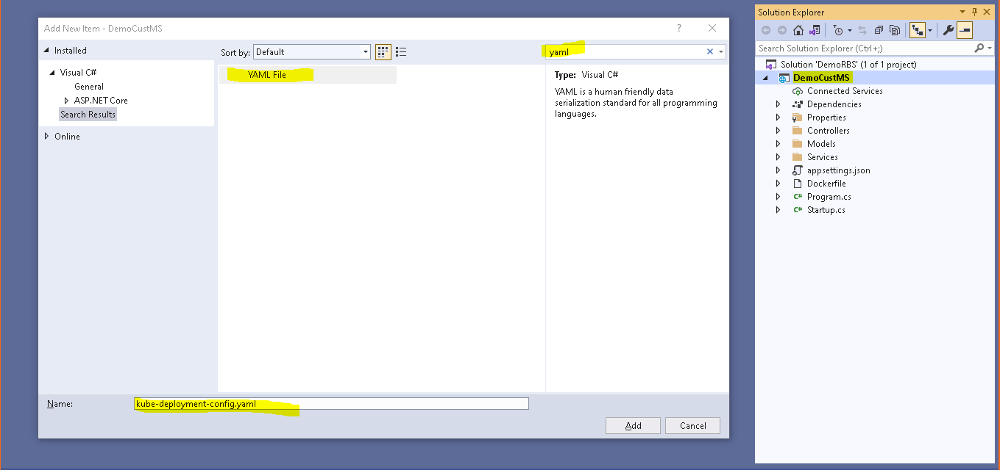 Add New Item - DemoCustMS
?
Installed
Visual C#
General
ASP.NET Core
Search Results
Online
Sort by: Default
yaml
YAML File
Type: Visual C#
YAML is a human friendly data
serialization standard for all programming
languages.
Name: kube-deployment-config.yaml
Add Cancel
Solution Explorer
Search Solution Explorer (Ctrl+;)
Solution 'DemoRBS' (1 of 1 project)
DemoCustMS
Connected Services
Dependencies
Properties
Controllers
Models
Services
appsettings.json
Dockerfile
C# Program.cs
C# Startup.cs